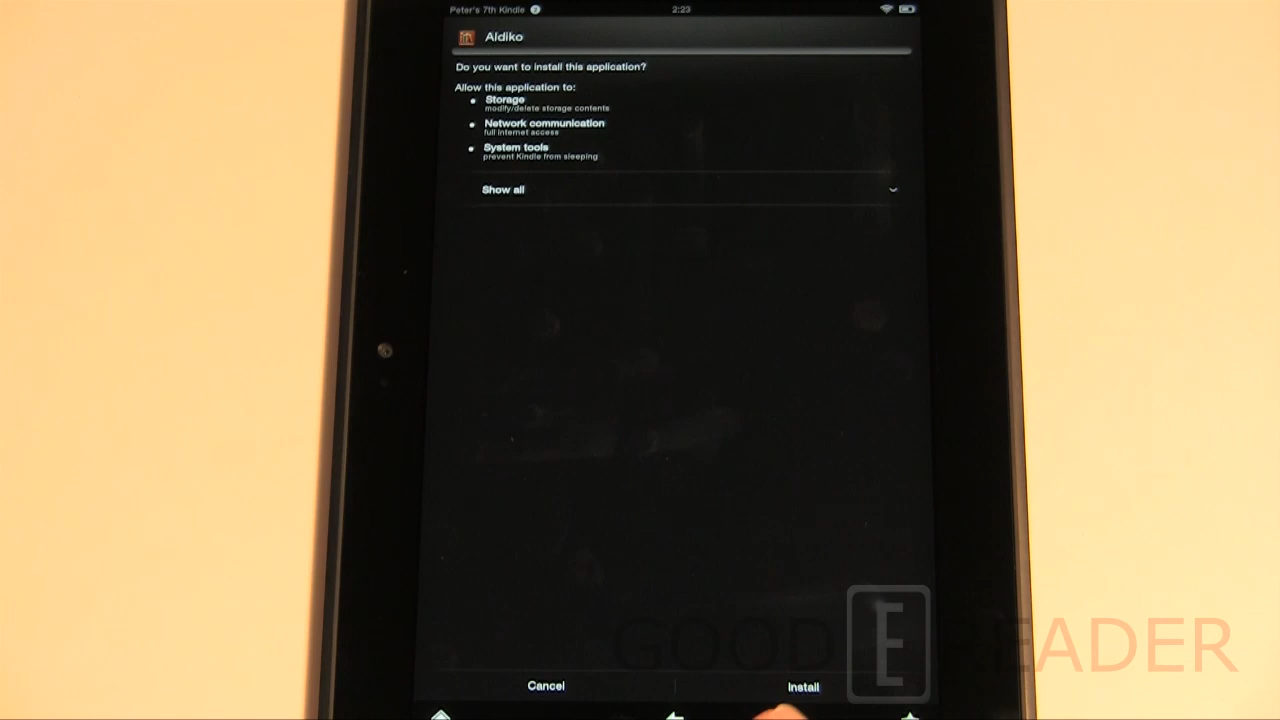 Peter's 7th Kindle 2 2:23
Aldiko
Do you want to install this application?
Allow this application to:
Storage
modify/delete storage contents
Network communication
full Internet access
System tools
prevent Kindle from sleeping
Show all
GOOD E READER
Cancel Install